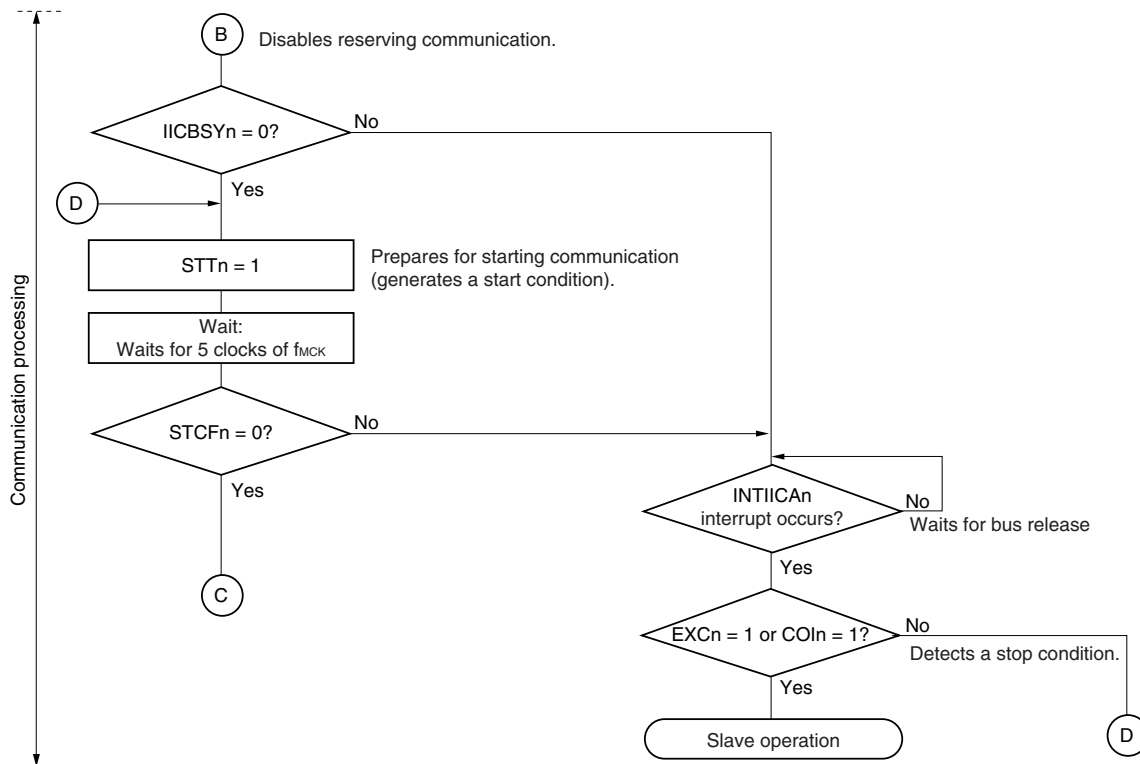 B
Disables reserving communication.
IICBSYn = 0?
No
Yes
D
STTn = 1
Prepares for starting communication
(generates a start condition).
Wait:
Waits for 5 clocks of fMCK
STCFn = 0?
No
Yes
C
INTIICAn
interrupt occurs?
No
Waits for bus release
Yes
EXCn = 1 or COIn = 1?
No
Detects a stop condition.
Yes
Slave operation
D
Communication processing